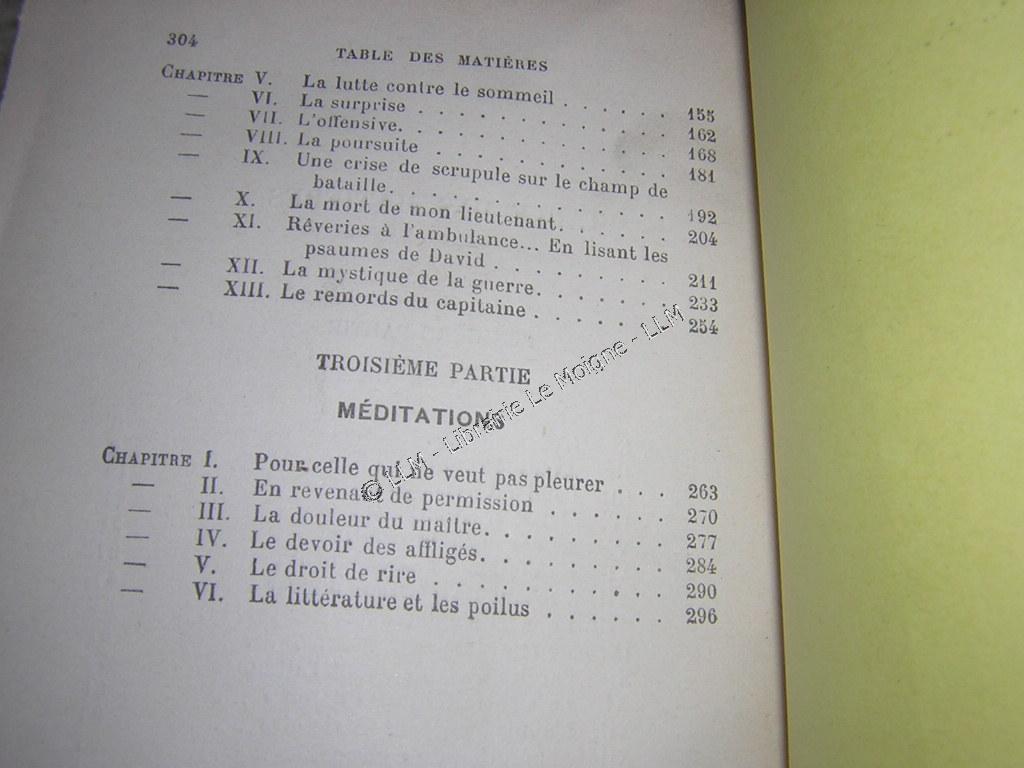 304
TABLE DES MATIÈRES
CHAPITRE V. La lutte contre le sommeil . . . . . . 155
— VI. La surprise . . . . . . . . . . . . 162
— VII. L'offensive. . . . . . . . . . . . 168
— VIII. La poursuite . . . . . . . . . . . 181
— IX. Une crise de scrupule sur le champ de
bataille. . . . . . . . . . . . 192
— X. La mort de mon lieutenant. . . . . . 204
— XI. Rêveries à l'ambulance... En lisant les
psaumes de David . . . . . . . . 211
— XII. La mystique de la guerre. . . . . . . 233
— XIII. Le remords du capitaine . . . . . . . 254
TROISIÈME PARTIE
MÉDITATIONS
CHAPITRE I. Pour celle qui ne veut pas pleurer . . . 263
— II. En revenant de permission . . . . . . 270
— III. La douleur du maître. . . . . . . . . 277
— IV. Le devoir des affligés. . . . . . . . . 284
— V. Le droit de rire . . . . . . . . . . . 290
— VI. La littérature et les poilus . . . . . . 296
© LLM - Librairie Le Moigne - LLM